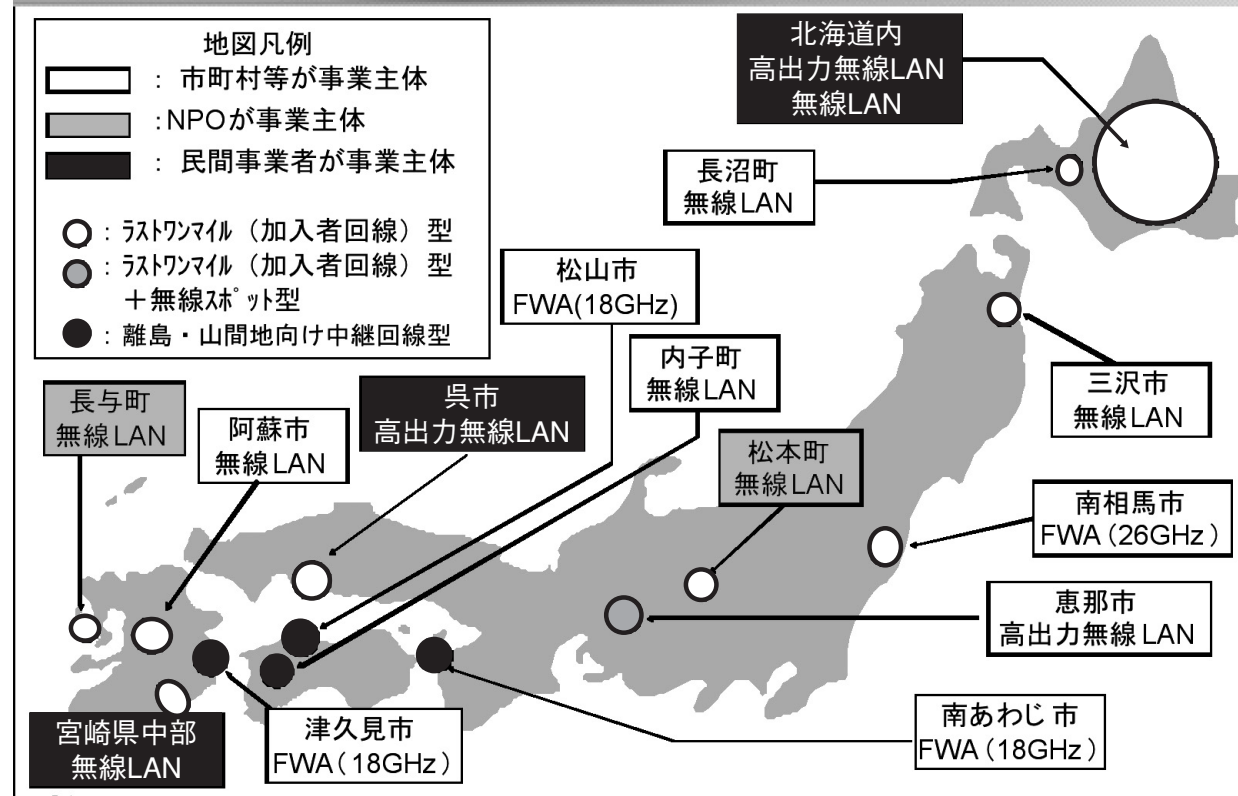 地図凡例
： 市町村等が事業主体
：NPOが事業主体
： 民間事業者が事業主体
：ﾗｽﾄﾜﾝﾏｲﾙ（加入者回線）型
：ﾗｽﾄﾜﾝﾏｲﾙ（加入者回線）型
＋無線ｽﾎﾟｯﾄ型
：離島・山間地向け中継回線型
北海道内
高出力無線LAN
無線LAN
長沼町
無線LAN
松山市
FWA(18GHz)
内子町
無線LAN
三沢市
無線LAN
長与町
無線LAN
阿蘇市
無線LAN
呉市
高出力無線LAN
松本町
無線LAN
南相馬市
FWA（26GHz）
恵那市
高出力無線LAN
宮崎県中部
無線LAN
津久見市
FWA（18GHz）
南あわじ市
FWA（18GHz）